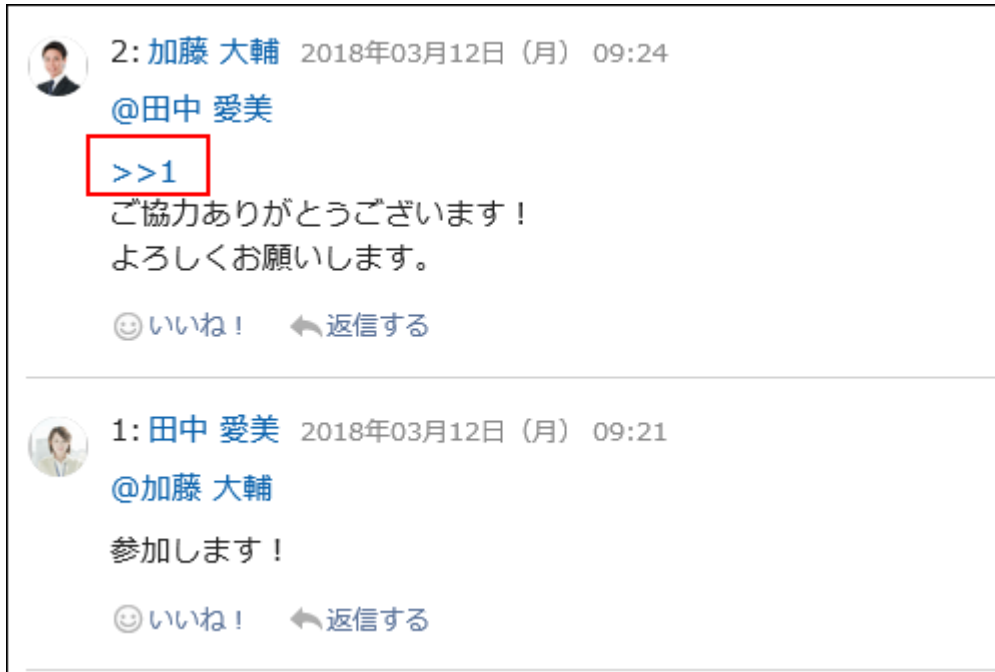 2: 加藤 大輔 2018年03月12日（月） 09:24
@田中 愛美
>>1
ご協力ありがとうございます！
よろしくお願いします。
いいね！ 返信する
1: 田中 愛美 2018年03月12日（月） 09:21
@加藤 大輔
参加します！
いいね！ 返信する